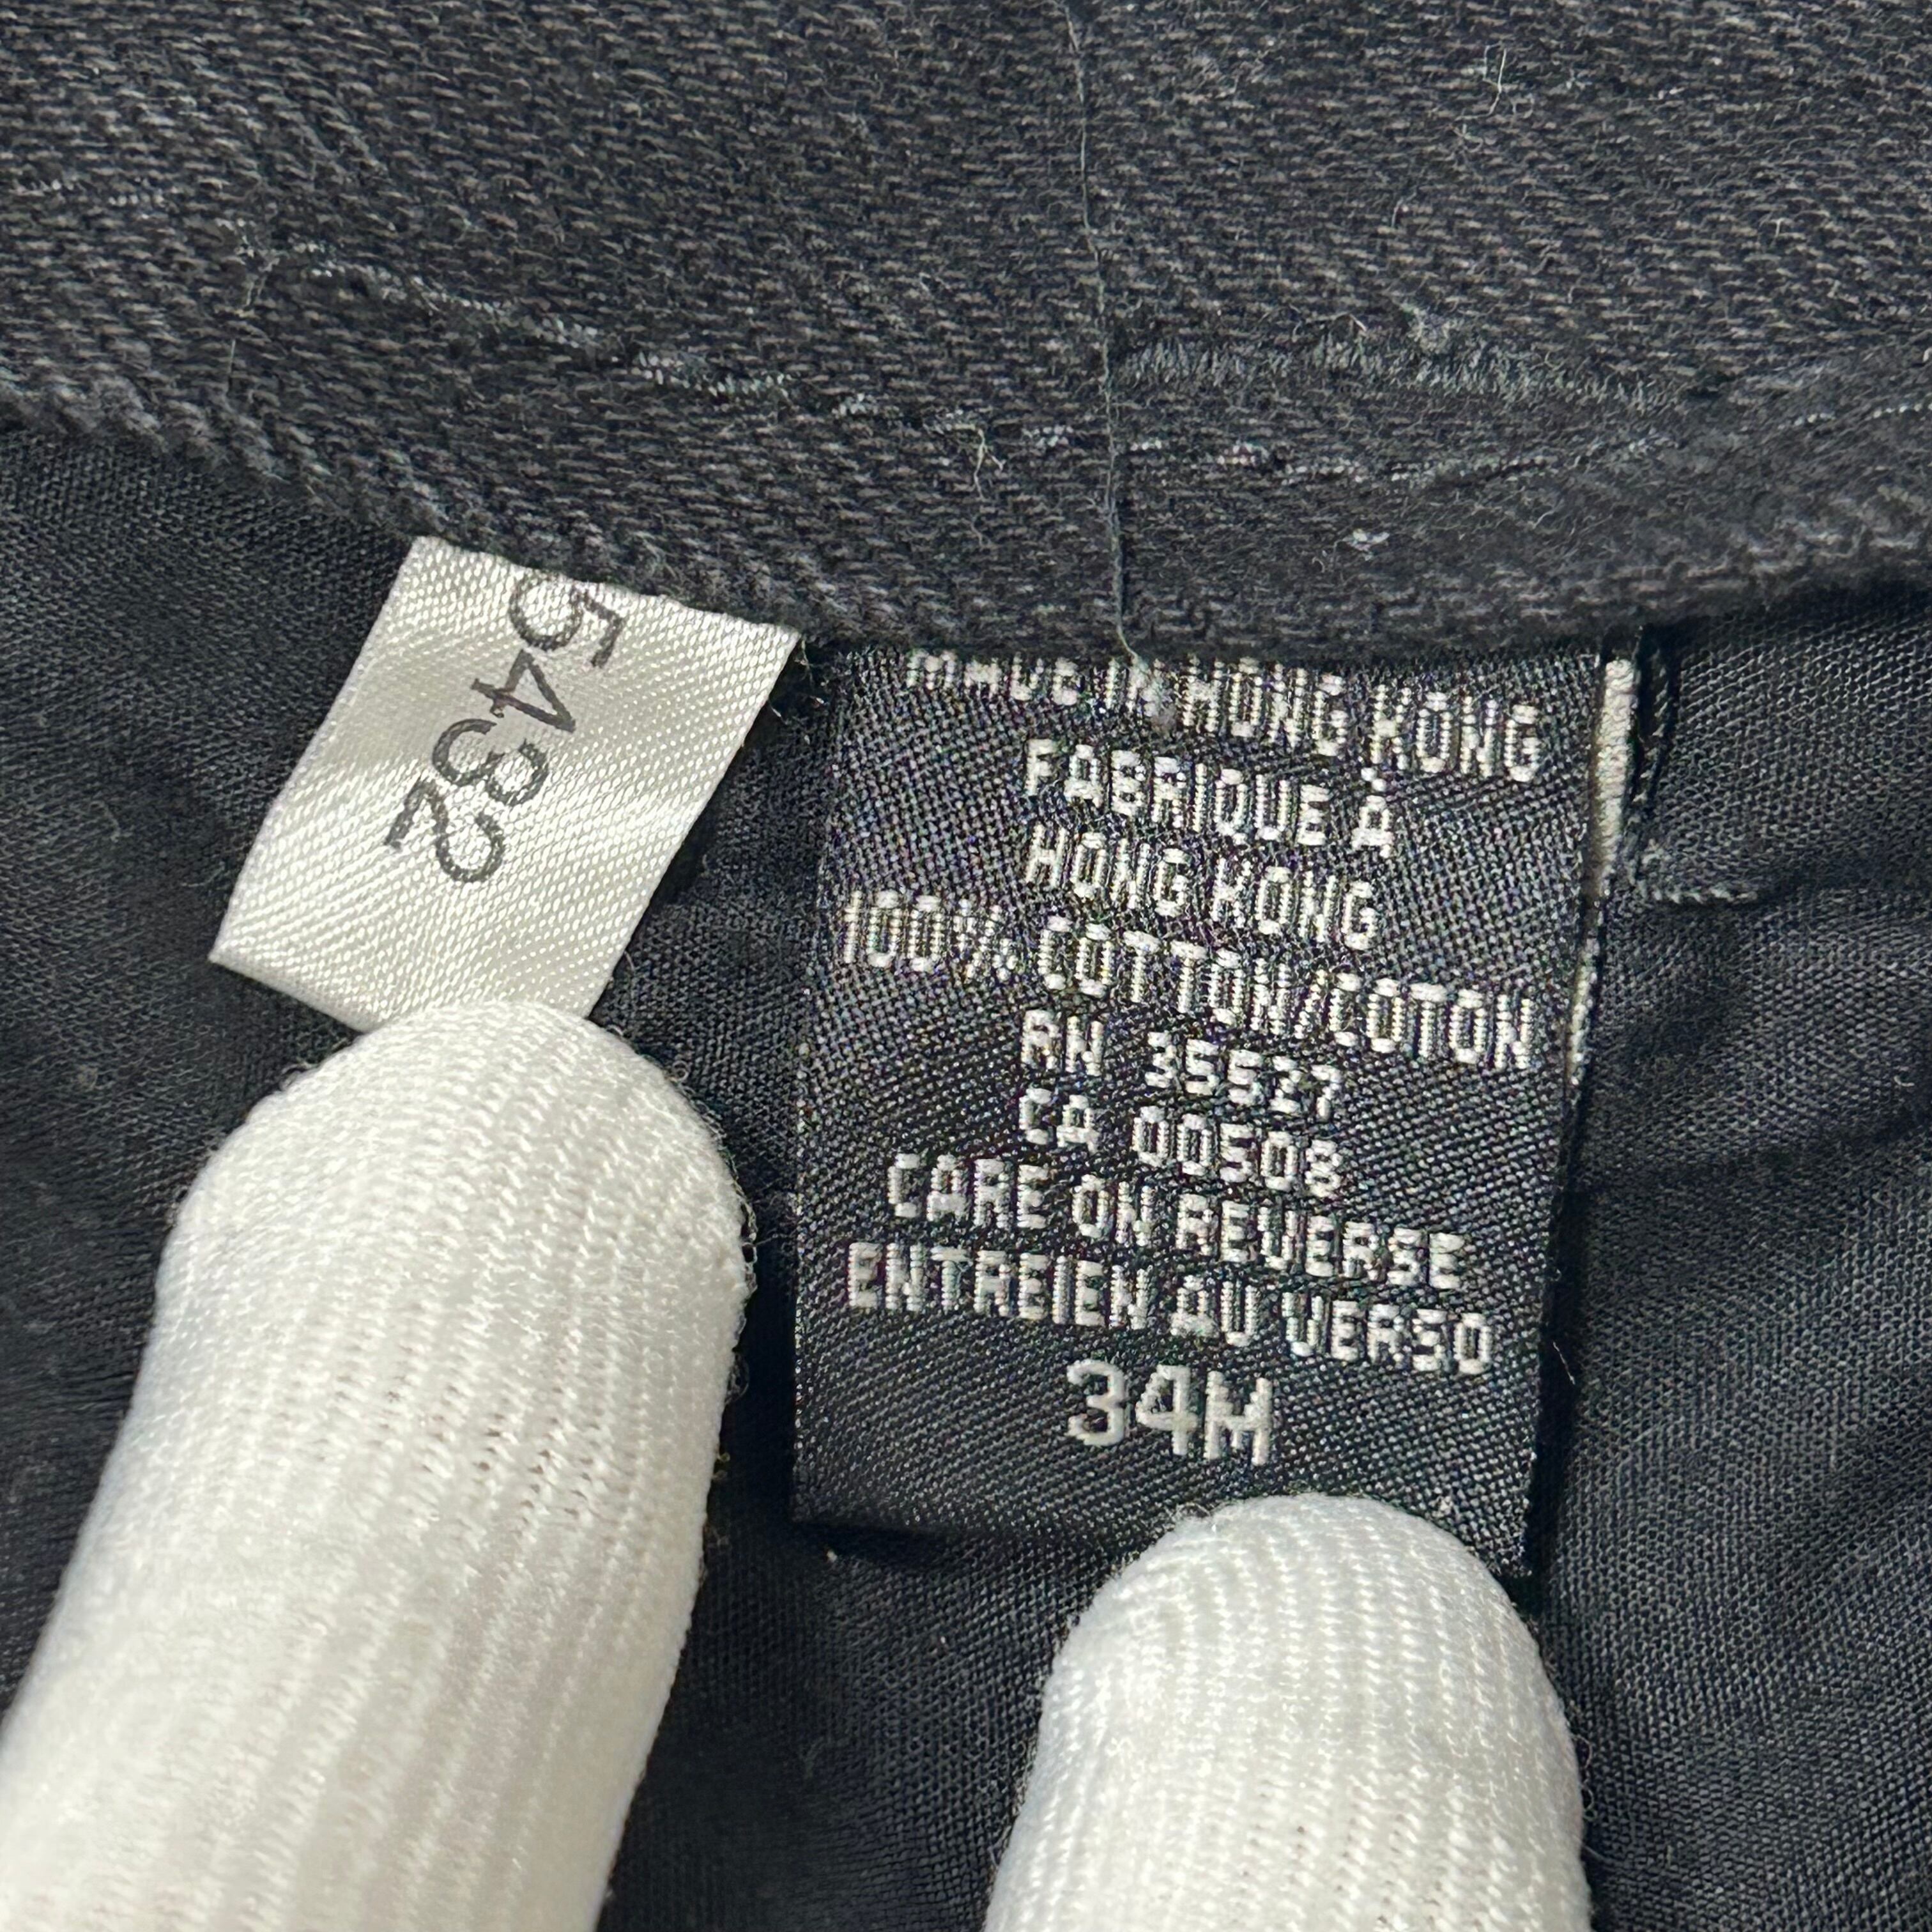 5432
MADE IN HONG KONG
FABRIQUE À
HONG KONG
100% COTTON/COTON
RN 35527
CA 00508
CARE ON REVERSE
ENTREIEN AU VERSO
34M